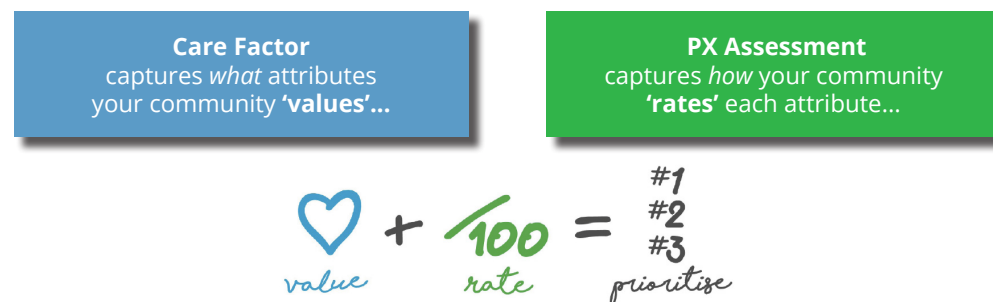 Care Factor
captures what attributes
your community ‘values’...
PX Assessment
captures how your community
‘rates’ each attribute...
+ /100 =
#1
#2
#3
value
rate
prioritise